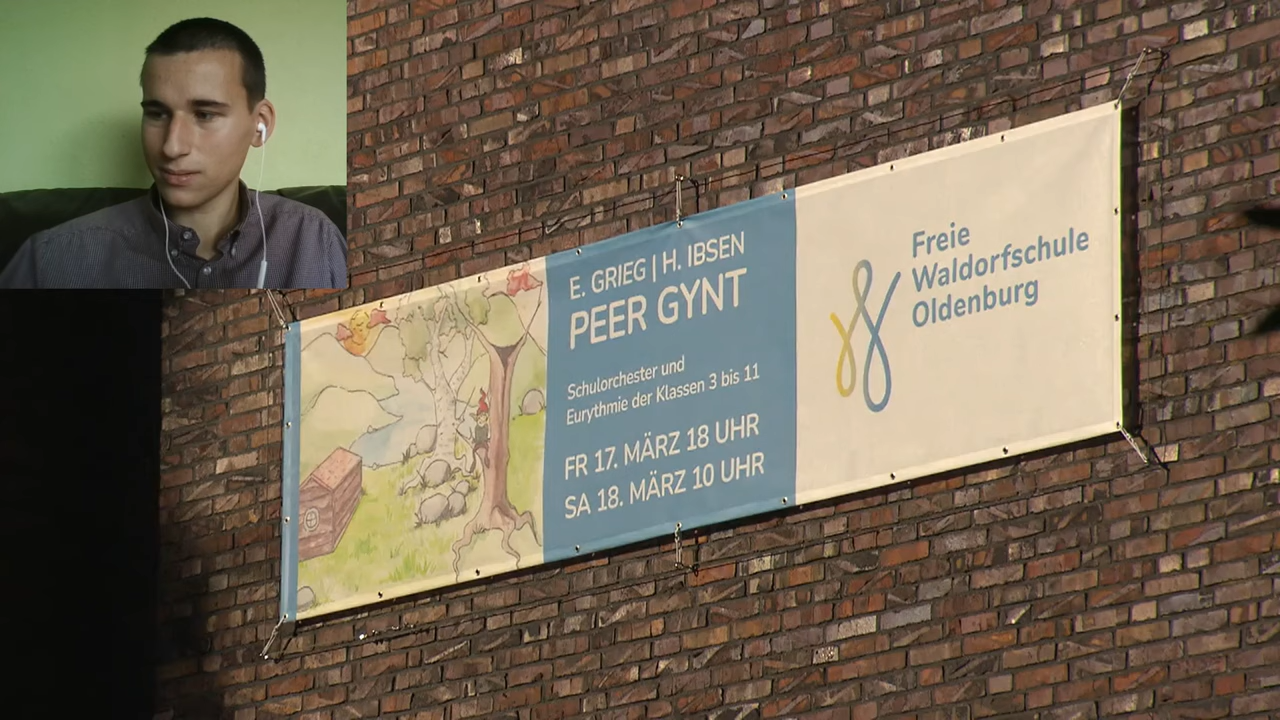 E. GRIEG | H. IBSEN
PEER GYNT
Schulorchester und
Eurythmie der Klassen 3 bis 11
FR 17. MÄRZ 18 UHR
SA 18. MÄRZ 10 UHR
Freie
Waldorfschule
Oldenburg